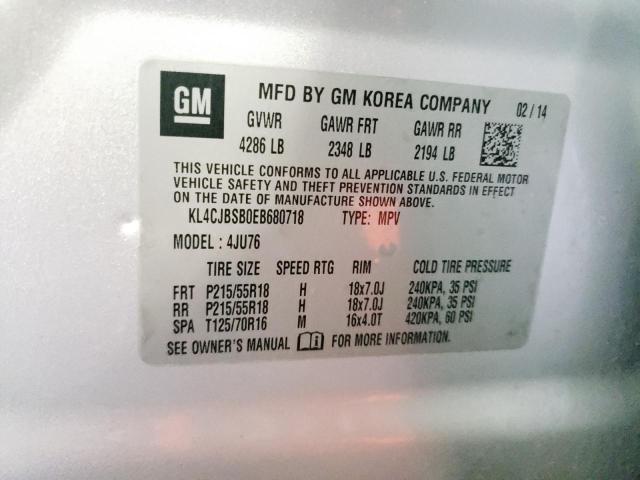 GM MFD BY GM KOREA COMPANY 02/14
GVWR GAWR FRT GAWR RR
4286 LB 2348 LB 2194 LB
THIS VEHICLE CONFORMS TO ALL APPLICABLE U.S. FEDERAL MOTOR
VEHICLE SAFETY AND THEFT PREVENTION STANDARDS IN EFFECT
ON THE DATE OF MANUFACTURE SHOWN ABOVE.
KL4CJBSB0EB680718 TYPE: MPV
MODEL : 4JU76
TIRE SIZE SPEED RTG RIM COLD TIRE PRESSURE
FRT P215/55R18 H 18x7.0J 240KPA, 35 PSI
RR P215/55R18 H 18x7.0J 240KPA, 35 PSI
SPA T125/70R16 M 16x4.0T 420KPA, 60 PSI
SEE OWNER'S MANUAL FOR MORE INFORMATION.